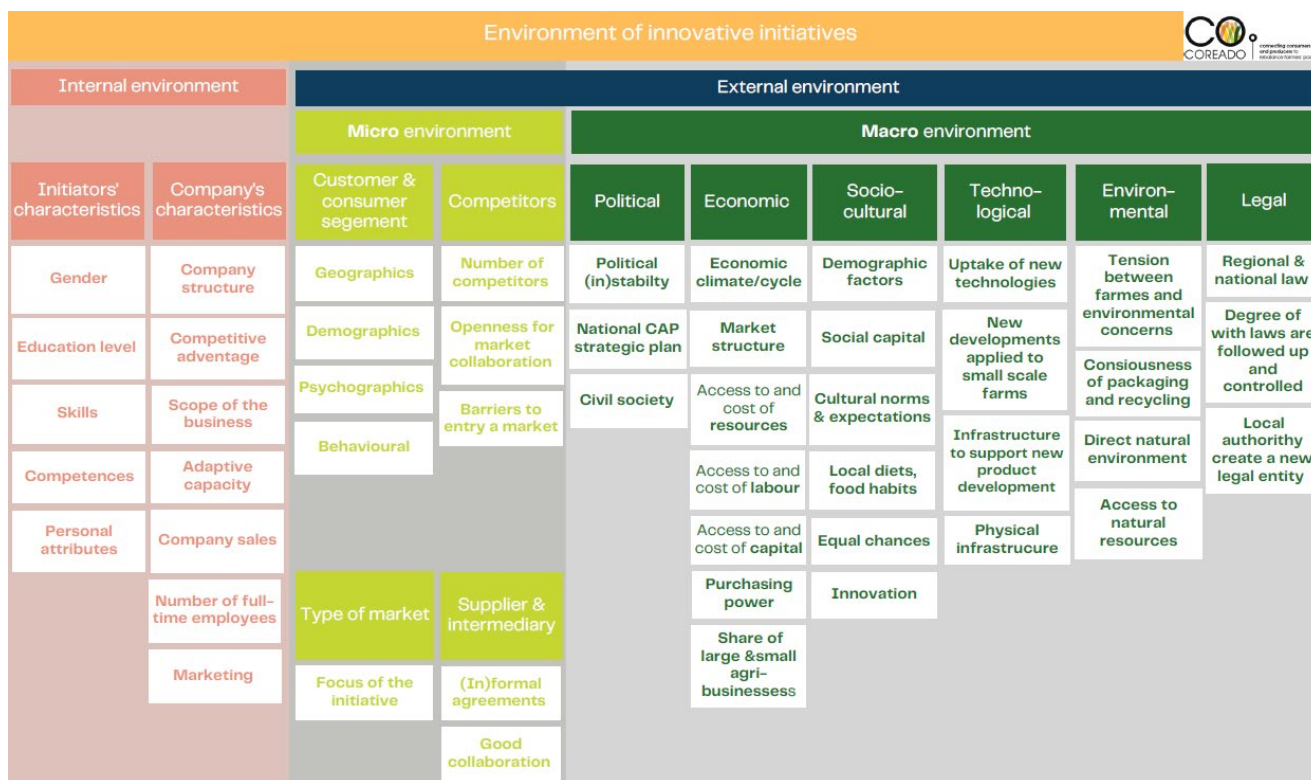 Environment of innovative initiatives
CO.
COREADO
connecting consumers
and producers to
rebalance farmers'
Internal environment
External environment
Micro environment
Macro environment
Initiators'
characteristics
Company's
characteristics
Customer &
consumer
segement
Competitors
Political
Economic
Socio-
cultural
Techno-
logical
Environ-
mental
Legal
Gender
Education level
Skills
Competences
Personal
attributes
Company
structure
Competitive
adventage
Scope of the
business
Adaptive
capacity
Company sales
Number of full-
time employees
Marketing
Geographics
Demographics
Psychographics
Behavioural
Number of
competitors
Openness for
market
collaboration
Barriers to
entry a market
Type of market
Focus of the
initiative
Supplier &
intermediary
(In)formal
agreements
Good
collaboration
Political
(in)stabilty
National CAP
strategic plan
Civil society
Economic
climate/cycle
Market
structure
Access to and
cost of
resources
Access to and
cost of labour
Access to and
cost of capital
Purchasing
power
Share of
large &small
agri-
businessess
Demographic
factors
Social capital
Cultural norms
& expectations
Local diets,
food habits
Equal chances
Innovation
Uptake of new
technologies
New
developments
applied to
small scale
farms
Infrastructure
to support new
product
development
Physical
infrastrucure
Tension
between
farmes and
environmental
concerns
Consiousness
of packaging
and recycling
Direct natural
environment
Access to
natural
resources
Regional &
national law
Degree of
with laws are
followed up
and
controlled
Local
authorithy
create a new
legal entity